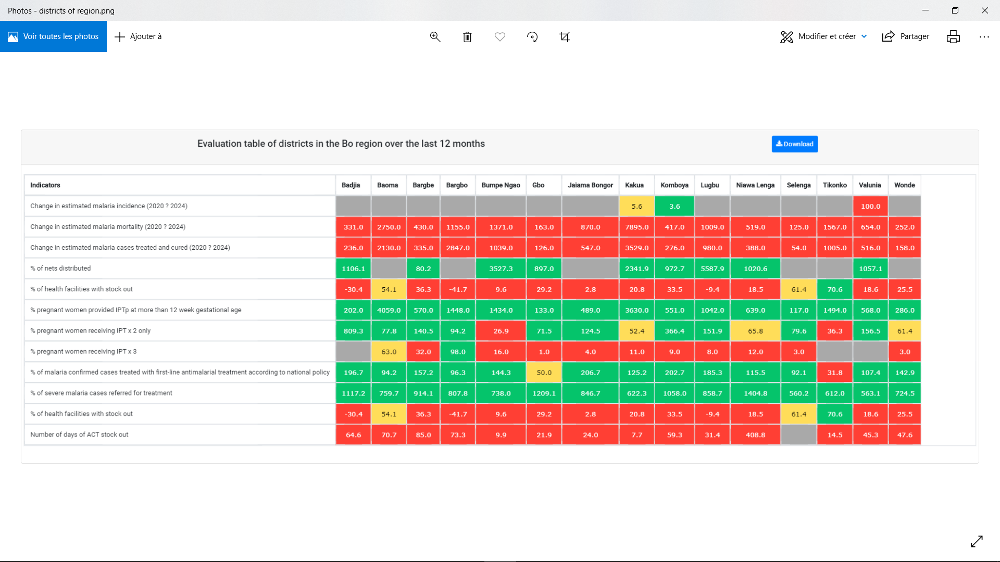 Photos - districts of region.png
Voir toutes les photos Ajouter à Modifier et créer Partager
Evaluation table of districts in the Bo region over the last 12 months Download
Indicators Badjia Baoma Bargbe Bargbo Bumpe Ngao Gbo Jaiama Bongor Kakua Komboya Lugbu Niawa Lenga Selenga Tikonko Valunia Wonde
Change in estimated malaria incidence (2020 ? 2024) 5.6 3.6 100.0
Change in estimated malaria mortality (2020 ? 2024) 331.0 2750.0 430.0 1155.0 1371.0 163.0 870.0 7895.0 417.0 1009.0 519.0 125.0 1567.0 654.0 252.0
Change in estimated malaria cases treated and cured (2020 ? 2024) 236.0 2130.0 335.0 2847.0 1039.0 126.0 547.0 3529.0 276.0 980.0 388.0 54.0 1005.0 516.0 158.0
% of nets distributed 1106.1 80.2 3527.3 897.0 2341.9 972.7 5587.9 1020.6 1057.1
% of health facilities with stock out -30.4 54.1 36.3 -41.7 9.6 29.2 2.8 20.8 33.5 -9.4 18.5 61.4 70.6 18.6 25.5
% pregnant women provided IPTp at more than 12 week gestational age 202.0 4059.0 570.0 1448.0 1434.0 133.0 489.0 3630.0 551.0 1042.0 639.0 117.0 1494.0 568.0 286.0
% pregnant women receiving IPT x 2 only 809.3 77.8 140.5 94.2 26.9 71.5 124.5 52.4 366.4 151.9 65.8 79.6 36.3 156.5 61.4
% pregnant women receiving IPT x 3 63.0 32.0 98.0 16.0 1.0 4.0 11.0 9.0 8.0 12.0 3.0 3.0
% of malaria confirmed cases treated with first-line antimalarial treatment according to national policy 196.7 94.2 157.2 96.3 144.3 50.0 206.7 125.2 202.7 185.3 115.5 92.1 31.8 107.4 142.9
% of severe malaria cases referred for treatment 1117.2 759.7 914.1 807.8 738.0 1209.1 846.7 622.3 1058.0 858.7 1404.8 560.2 612.0 563.1 724.5
% of health facilities with stock out -30.4 54.1 36.3 -41.7 9.6 29.2 2.8 20.8 33.5 -9.4 18.5 61.4 70.6 18.6 25.5
Number of days of ACT stock out 64.6 70.7 85.0 73.3 9.9 21.9 24.0 7.7 59.3 31.4 408.8 14.5 45.3 47.6